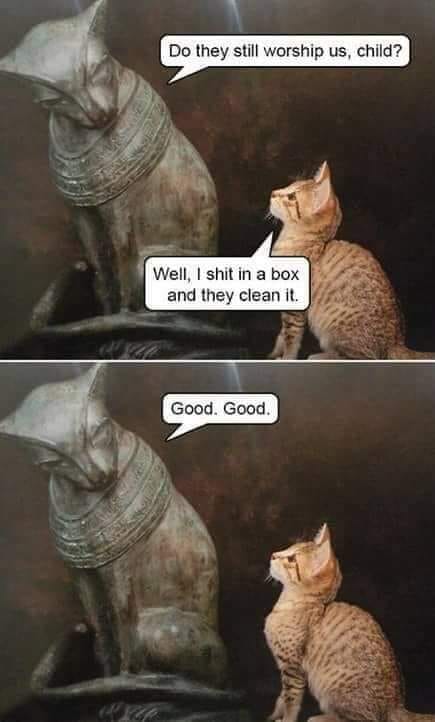 Do they still worship us, child?
Well, I shit in a box
and they clean it.
Good. Good.